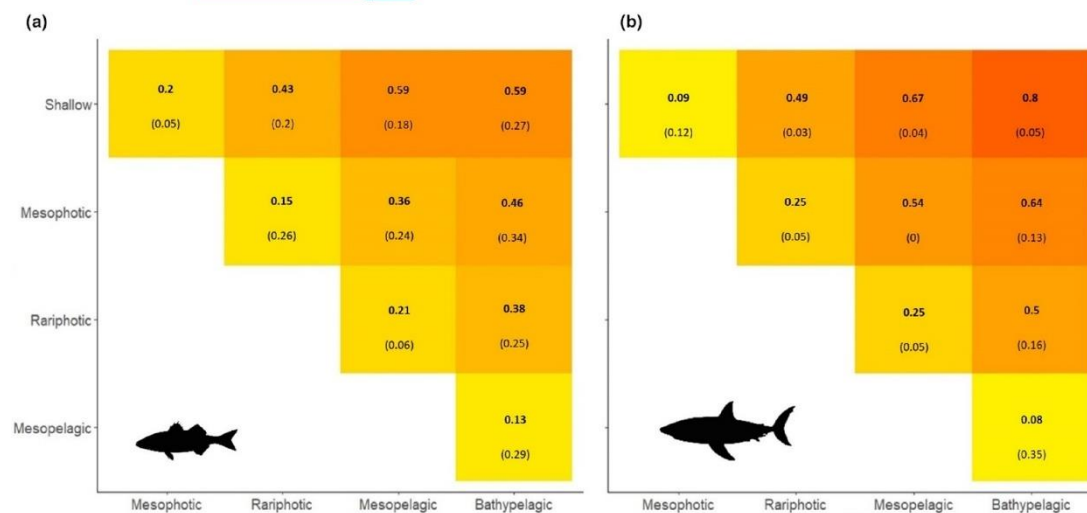 (a)
Shallow
0.2
0.43
0.59
0.59
(0.05)
(0.2)
(0.18)
(0.27)
Mesophotic
0.15
0.36
0.46
(0.26)
(0.24)
(0.34)
Rariphotic
0.21
0.38
(0.06)
(0.25)
Mesopelagic
0.13
(0.29)
Mesophotic
Rariphotic
Mesopelagic
Bathypelagic
(b)
0.09
0.49
0.67
0.8
(0.12)
(0.03)
(0.04)
(0.05)
0.25
0.54
0.64
(0.05)
(0)
(0.13)
0.25
0.5
(0.05)
(0.16)
0.08
(0.35)
Mesophotic
Rariphotic
Mesopelagic
Bathypelagic